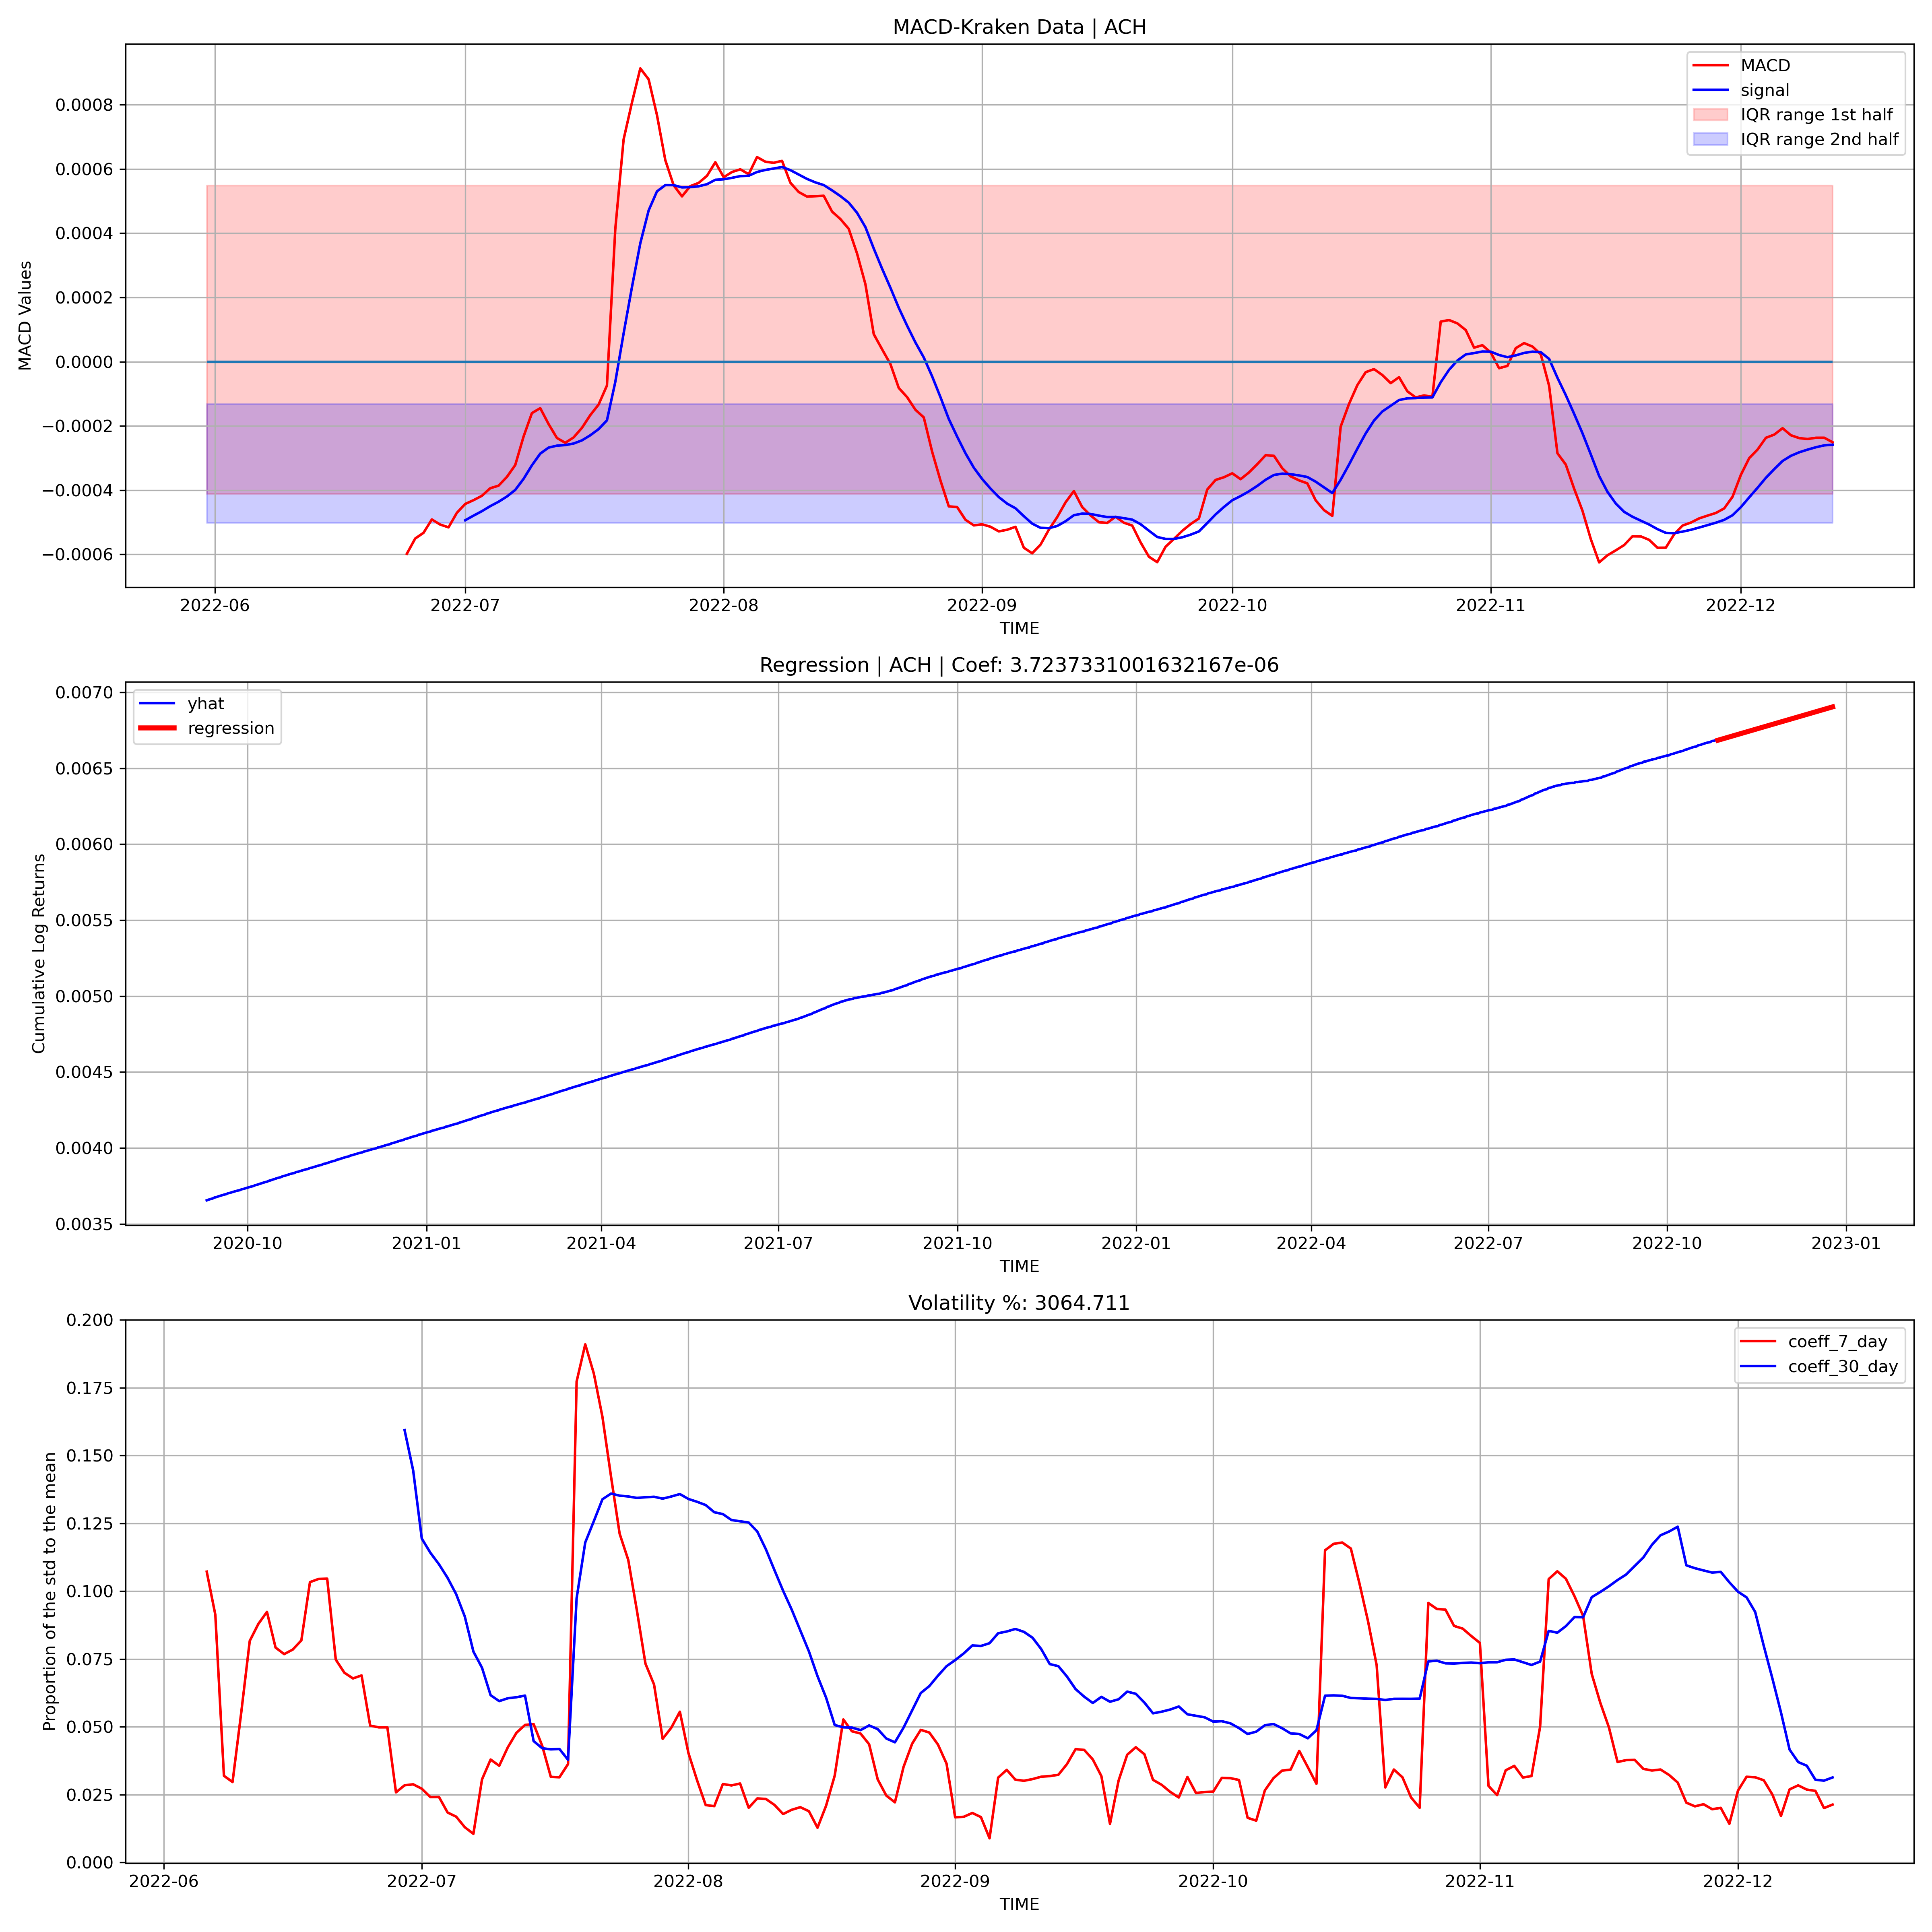 MACD-Kraken Data | ACH
MACD
signal
IQR range 1st half
IQR range 2nd half
MACD Values
0.0008
0.0006
0.0004
0.0002
0.0000
−0.0002
−0.0004
−0.0006
2022-06 2022-07 2022-08 2022-09 2022-10 2022-11 2022-12
TIME
Regression | ACH | Coef: 3.7237331001632167e-06
yhat
regression
Cumulative Log Returns
0.0070
0.0065
0.0060
0.0055
0.0050
0.0045
0.0040
0.0035
2020-10 2021-01 2021-04 2021-07 2021-10 2022-01 2022-04 2022-07 2022-10 2023-01
TIME
Volatility %: 3064.711
coeff_7_day
coeff_30_day
Proportion of the std to the mean
0.200
0.175
0.150
0.125
0.100
0.075
0.050
0.025
0.000
2022-06 2022-07 2022-08 2022-09 2022-10 2022-11 2022-12
TIME